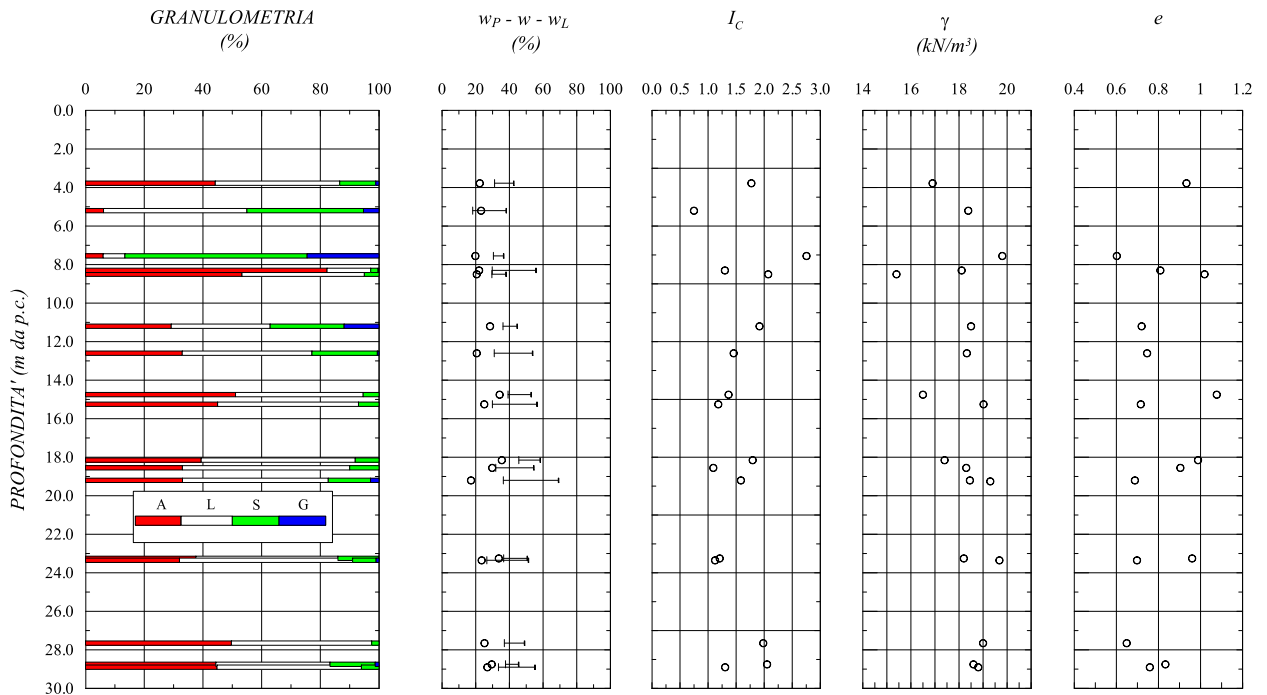 GRANULOMETRIA
(%)
w_P - w - w_L
(%)
I_C
γ
(kN/m³)
e
0 20 40 60 80 100
0 20 40 60 80 100
0.0 0.5 1.0 1.5 2.0 2.5 3.0
14 16 18 20
0.4 0.6 0.8 1 1.2
PROFONDITA' (m da p.c.)
0.0
2.0
4.0
6.0
8.0
10.0
12.0
14.0
16.0
18.0
20.0
22.0
24.0
26.0
28.0
30.0
A L S G